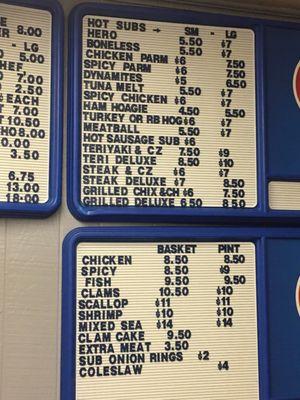 8.00
- LG
5.00
7.00
2.50
EACH
7.00
10.50
8.00
10.00
3.50
6.75
13.00
18.00
HOT SUBS → SM - LG
HERO 5.50 $7
BONELESS 5.50 $7
CHICKEN PARM $6 7.50
SPICY PARM $6 7.50
DYNAMITES $5 6.50
TUNA MELT 5.50 $7
SPICY CHICKEN $6 $7
HAM HOAGIE 4.50 5.50
TURKEY OR RB HOG $6 $7
MEATBALL 5.50 $7
HOT SAUSAGE SUB $6
TERIYAKI & CZ 7.50 $9
TERI DELUXE 8.50 $10
STEAK & CZ $6 $7
STEAK DELUXE $7 8.50
GRILLED CHIX & CH $6 7.50
GRILLED DELUXE 6.50 8.50
BASKET PINT
CHICKEN 8.50 8.50
SPICY 8.50 $9
FISH 9.50 9.50
CLAMS 10.50 $10
SCALLOP $11 $11
SHRIMP $10 $10
MIXED SEA $14 $14
CLAM CAKE 9.50
EXTRA MEAT 3.50
SUB ONION RINGS $2
COLESLAW $4